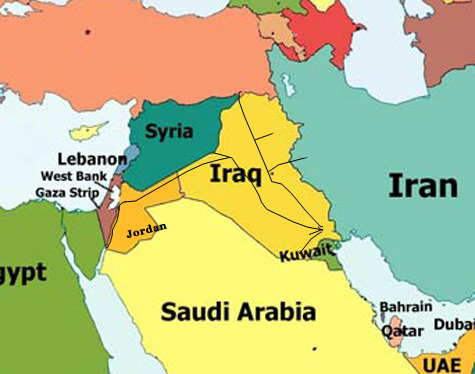 Syria
Lebanon
West Bank
Gaza Strip
Iraq
Iran
Jordan
Kuwait
gypt
Saudi Arabia
Bahrain
Qatar
Dubai
UAE